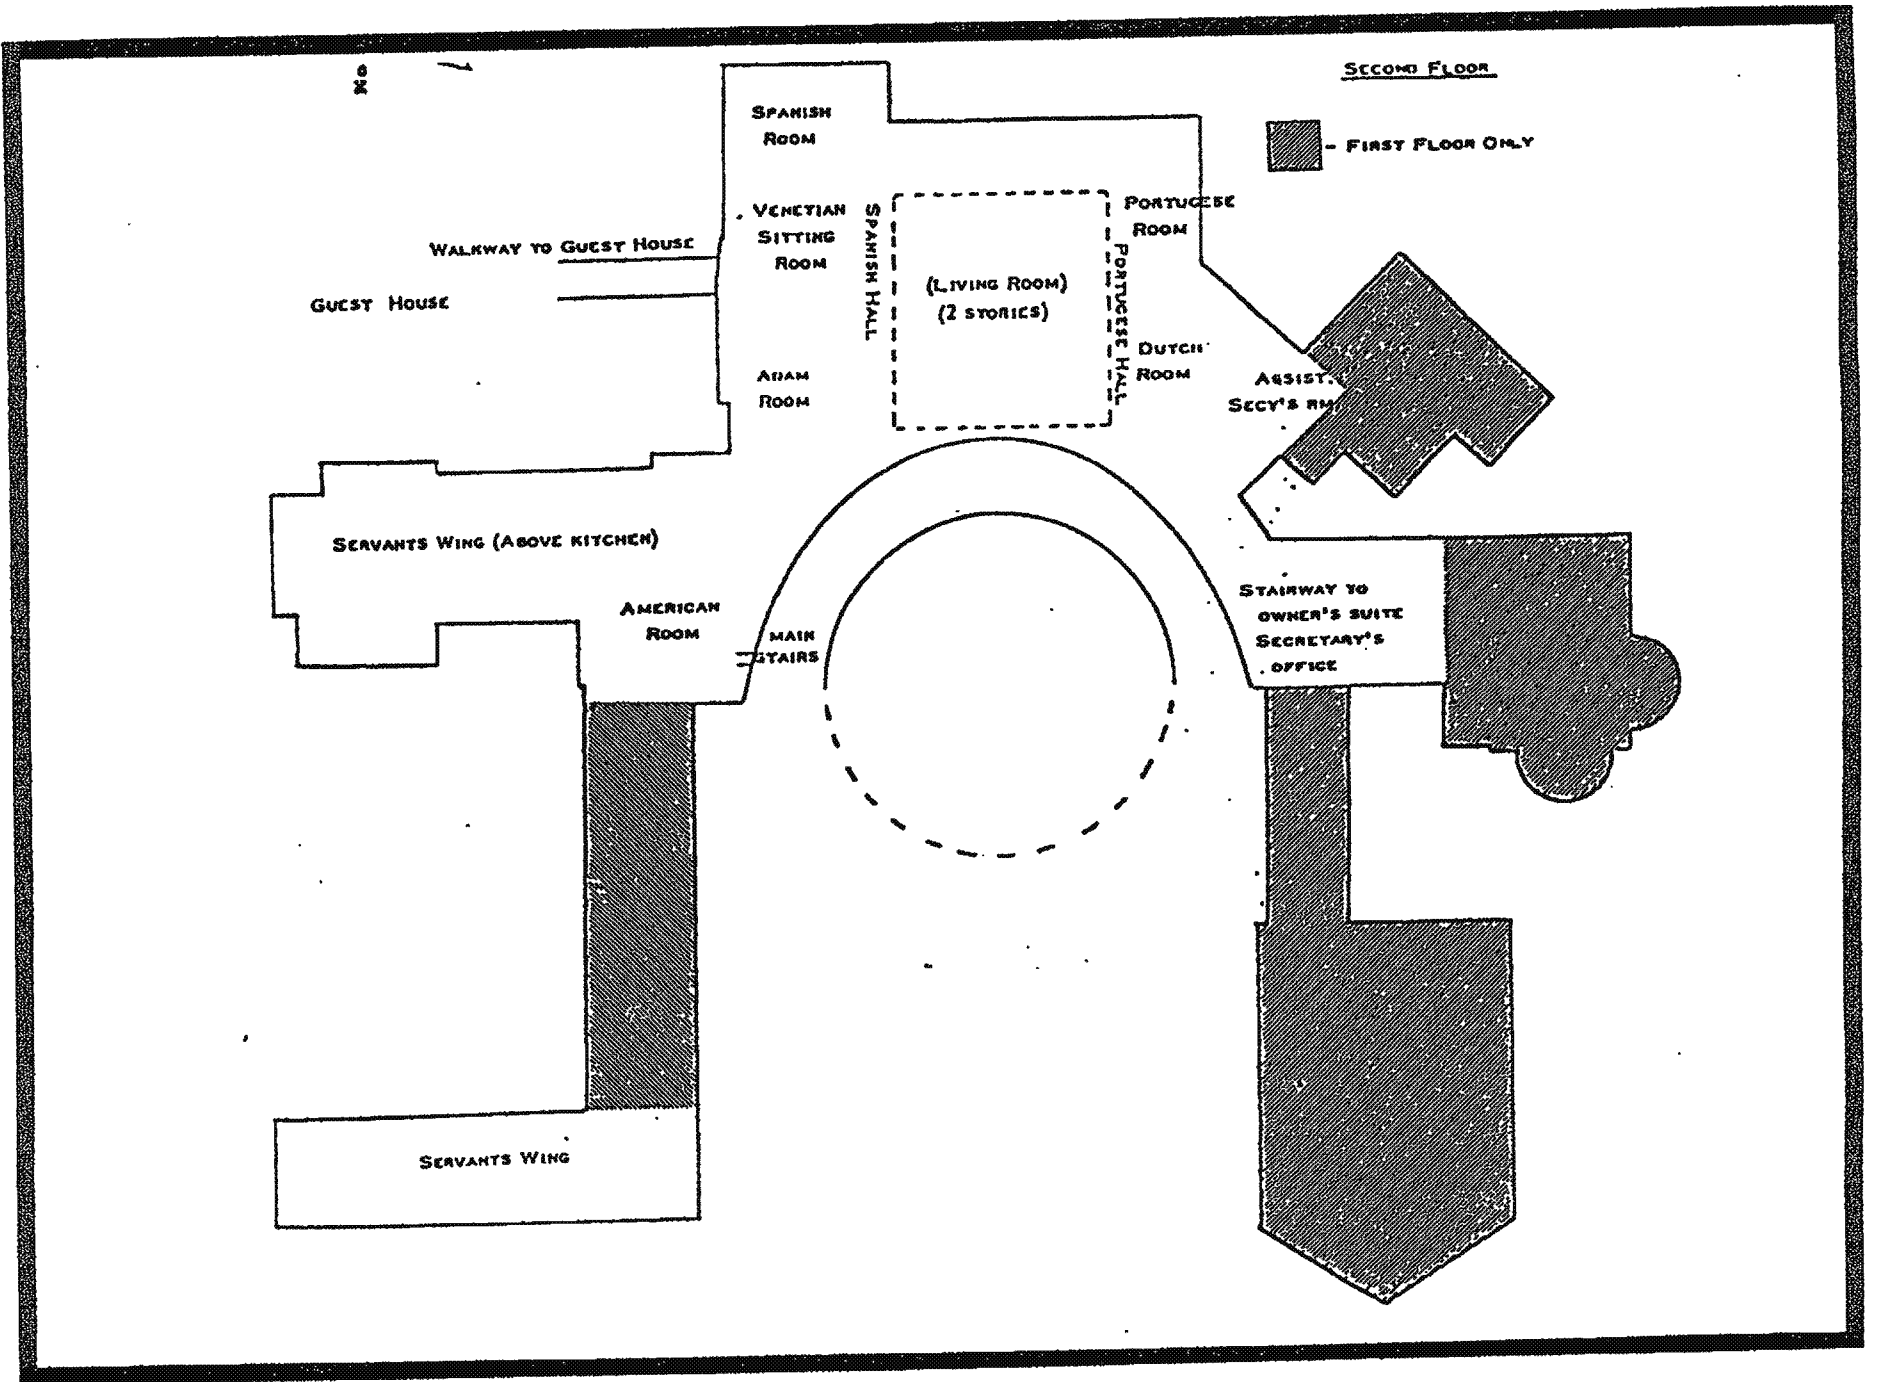 SECOND FLOOR
- FIRST FLOOR ONLY
SPANISH
ROOM
VENETIAN
SITTING
ROOM
SPANISH HALL
PORTUGESE
ROOM
PORTUGESE HALL
WALKWAY TO GUEST HOUSE
GUEST HOUSE
(LIVING ROOM)
(2 STORIES)
DUTCH
ROOM
ADAM
ROOM
ASSIST.
SECY'S RM.
SERVANTS WING (ABOVE KITCHEN)
AMERICAN
ROOM
MAIN
STAIRS
STAIRWAY TO
OWNER'S SUITE
SECRETARY'S
OFFICE
SERVANTS WING